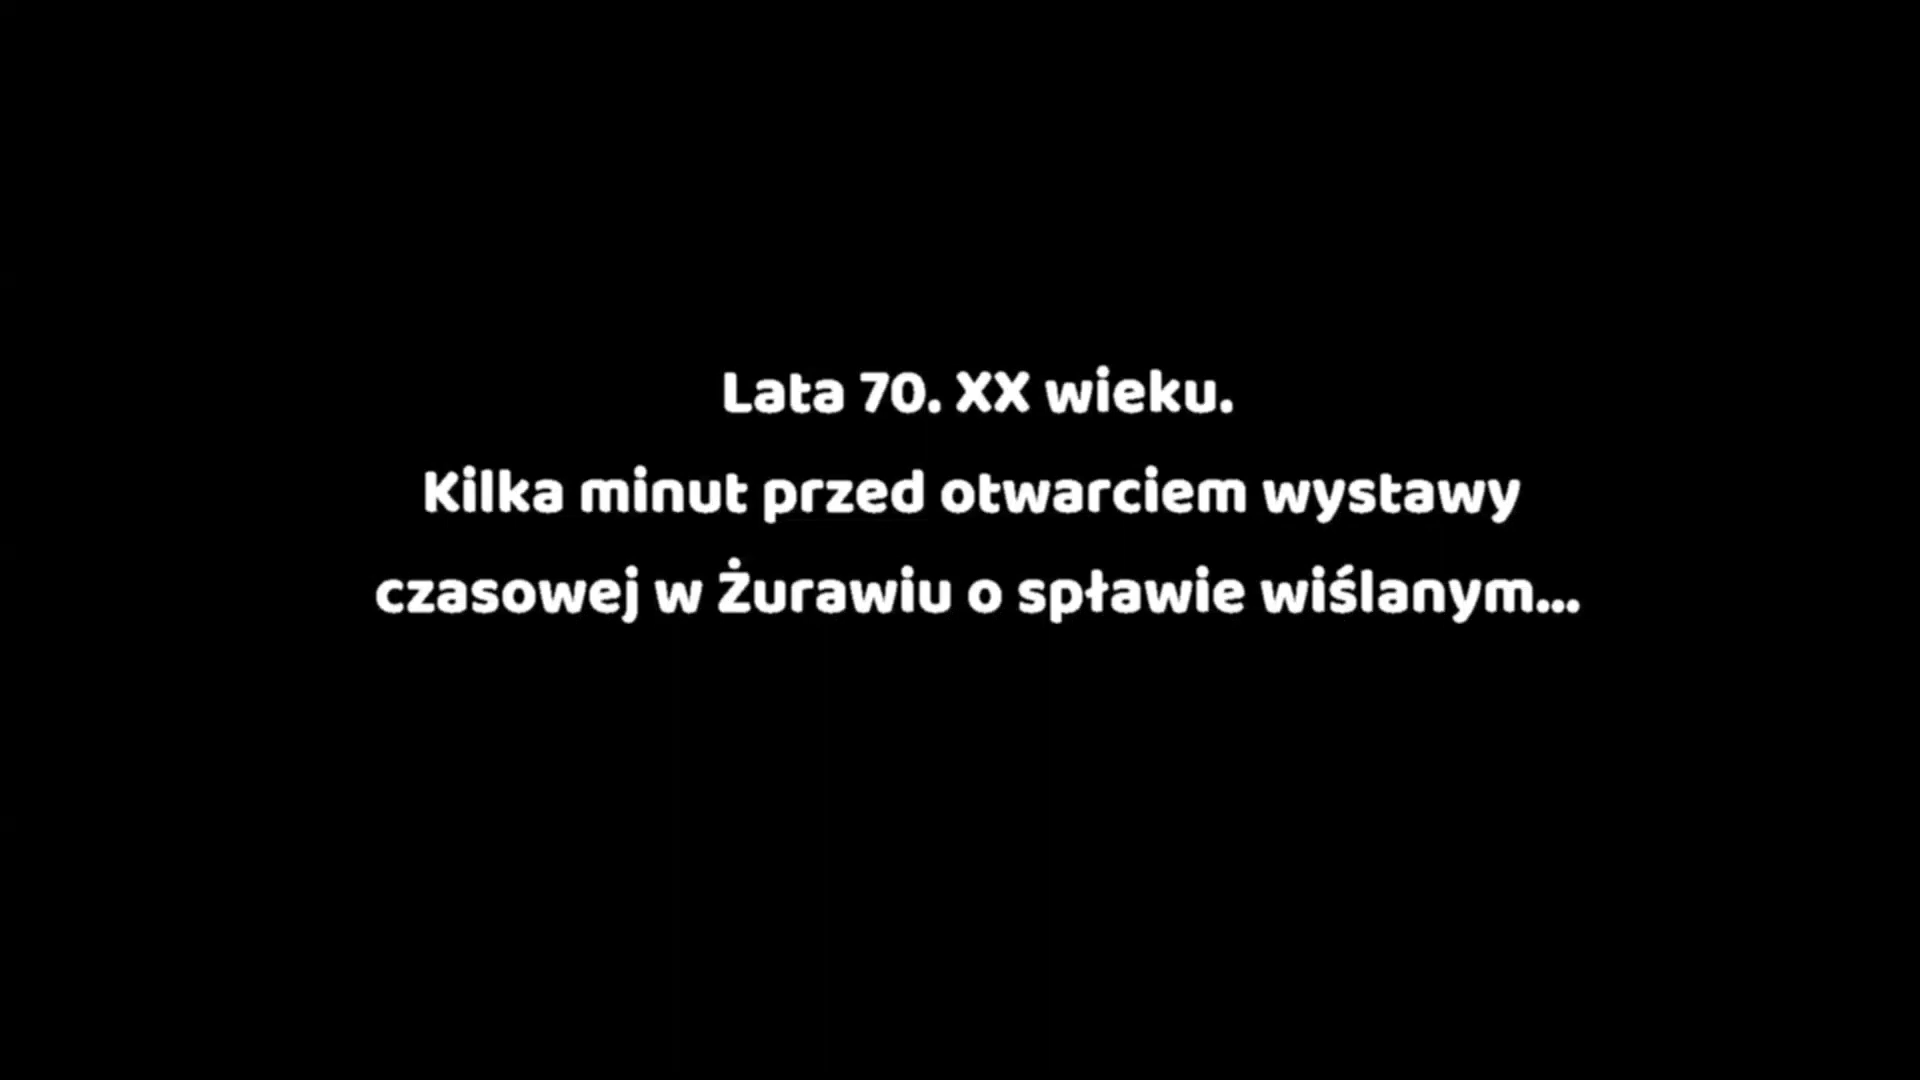 Lata 70. XX wieku.
Kilka minut przed otwarciem wystawy
czasowej w Żurawiu o spławie wiślanym...